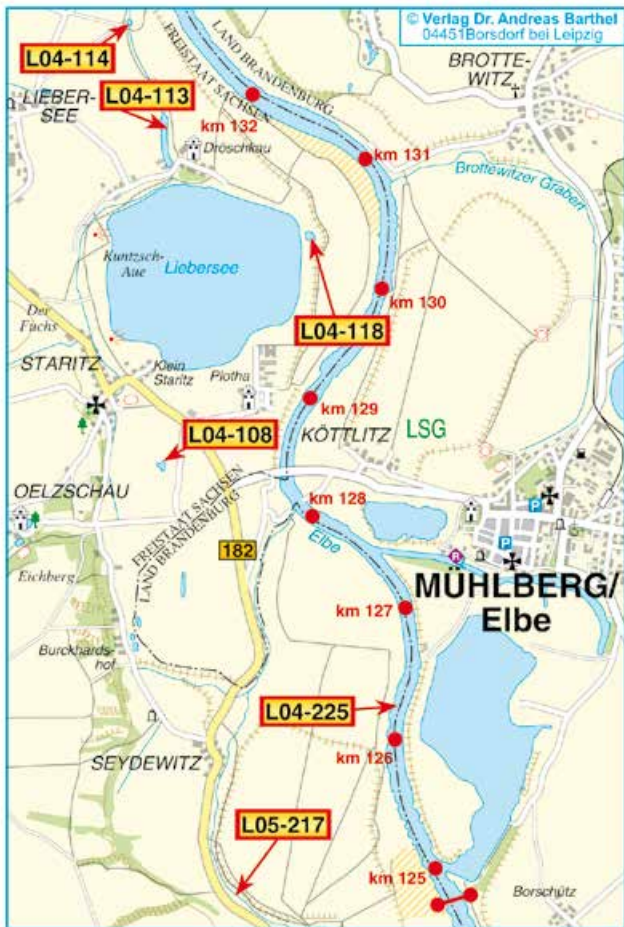 © Verlag Dr. Andreas Barthel
04451Borsdorf bei Leipzig
L04-114
FREISTAAT SACHSEN
LAND BRANDENBURG
BROTTE-
WITZ
LIEBER-
SEE
L04-113
km 132
Dröschkau
km 131
Brottewitzer Graben
Kuntzsch-
Aue
Liebersee
km 130
Der
Fuchs
L04-118
STARITZ
Klein
Staritz
Plotha
km 129
KÖTTLITZ
LSG
L04-108
OELZSCHAU
FREISTAAT SACHSEN
LAND BRANDENBURG
km 128
P
Elbe
182
P
R
Eichberg
MÜHLBERG/
Elbe
km 127
Burckhards-
hof
L04-225
km 126
SEYDEWITZ
L05-217
km 125
Borschütz